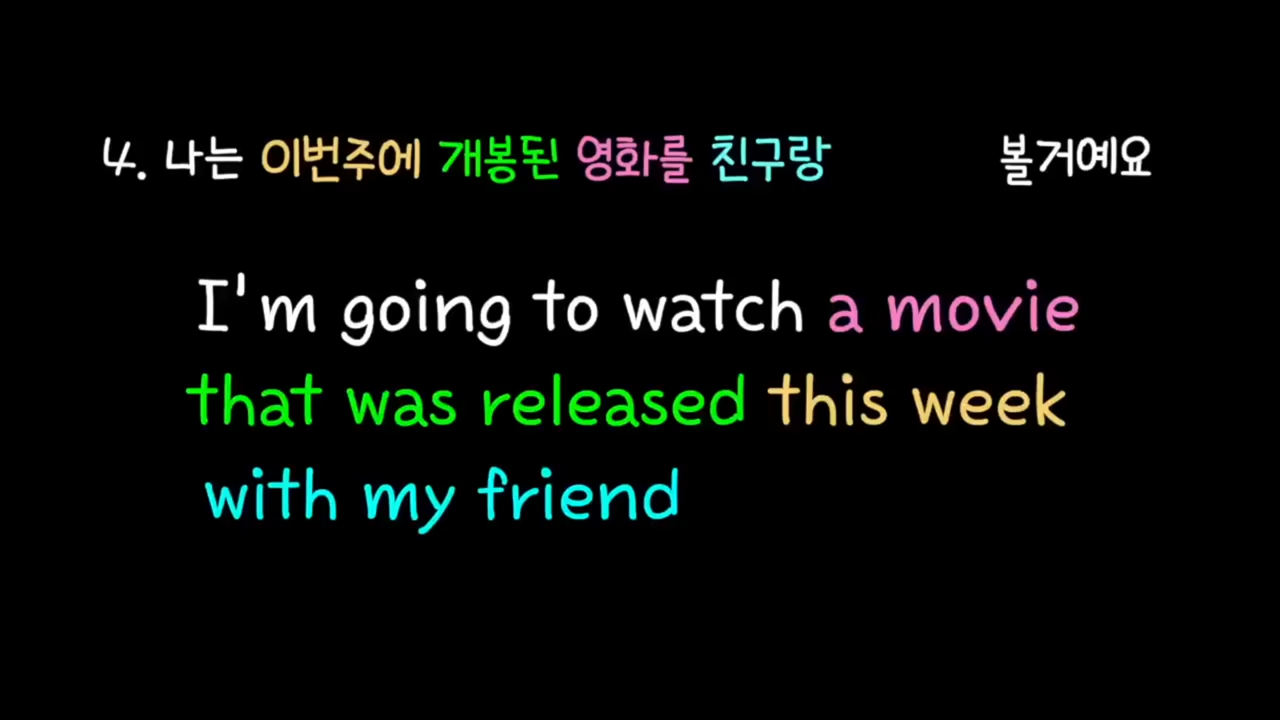 4. 나는 이번주에 개봉된 영화를 친구랑 볼거예요
I'm going to watch a movie
that was released this week
with my friend